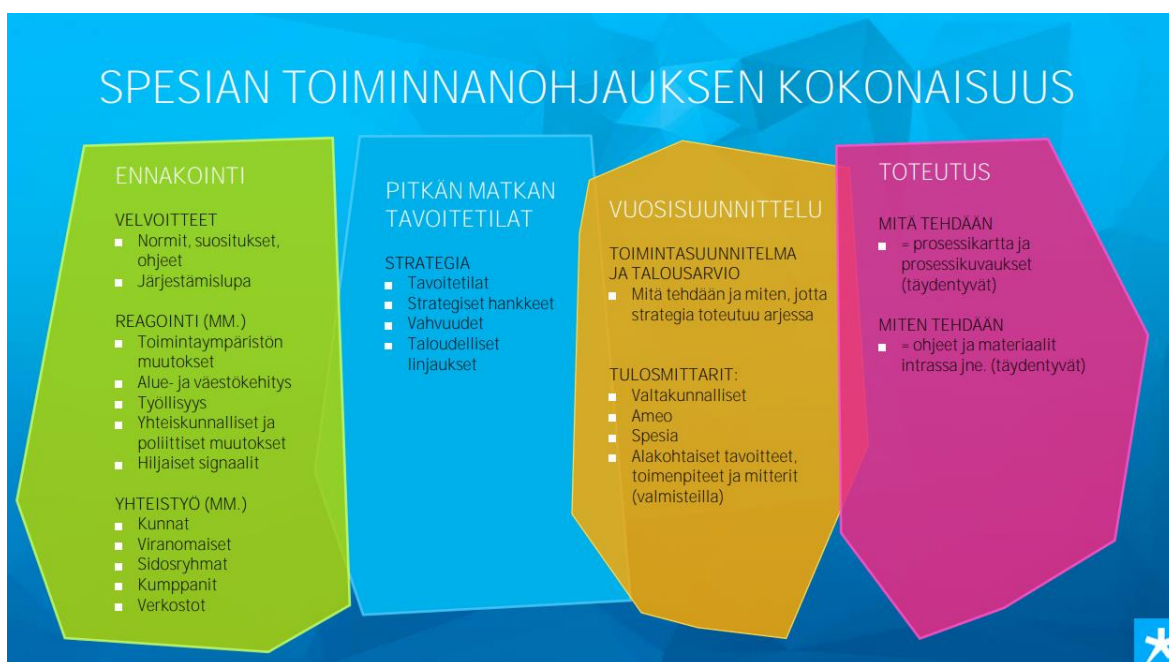 SPESIAN TOIMINNANOHJAUKSEN KOKONAISUUS
ENNAKOINTI
VELVOITTEET
Normit, suositukset,
ohjeet
Järjestämislupa
REAGOINTI (MM.)
Toimintaympäristön
muutokset
Alue- ja väestökehitys
Työllisyys
Yhteiskunnalliset ja
poliittiset muutokset
Hiljaiset signaalit
YHTEISTYÖ (MM.)
Kunnat
Viranomaiset
Sidosryhmat
Kumppanit
Verkostot
PITKÄN MATKAN
TAVOITETILAT
STRATEGIA
Tavoitetilat
Strategiset hankkeet
Vahvuudet
Taloudelliset
linjaukset
VUOSISUUNNITTELU
TOIMINTASUUNNITELMA
JA TALOUSARVIO
Mitä tehdään ja miten, jotta
strategia toteutuu arjessa
TULOSMITTARIT:
Valtakunnalliset
Ameo
Spesia
Alakohtaiset tavoitteet,
toimenpiteet ja mitterit
(valmisteilla)
TOTEUTUS
MITÄ TEHDÄÄN
= prosessikartta ja
prosessikuvaukset
(täydentyvät)
MITEN TEHDÄÄN
= ohjeet ja materiaalit
intrassa jne. (täydentyvät)